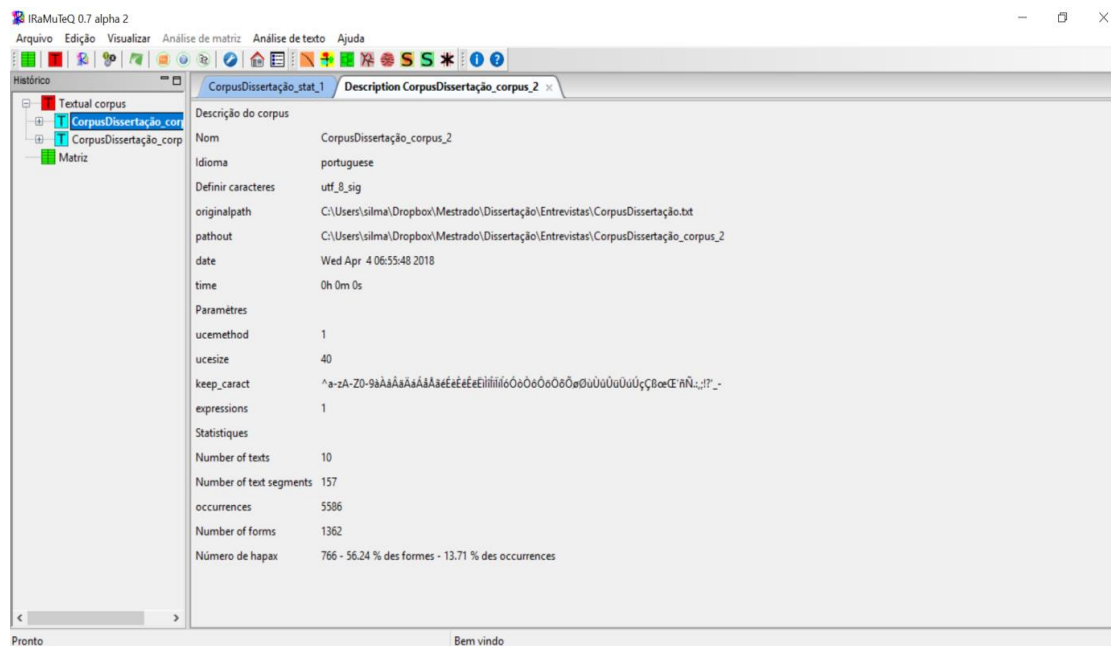 IRaMuTeQ 0.7 alpha 2
Arquivo Edição Visualizar Análise de matriz Análise de texto Ajuda
Histórico
CorpusDissertação_stat_1 Description CorpusDissertação_corpus_2
Textual corpus
CorpusDissertação_corp
CorpusDissertação_corp
Matriz
Descrição do corpus
Nom CorpusDissertação_corpus_2
Idioma portuguese
Definir caracteres utf_8_sig
originalpath C:\Users\silma\Dropbox\Mestrado\Dissertação\Entrevistas\CorpusDissertação.txt
pathout C:\Users\silma\Dropbox\Mestrado\Dissertação\Entrevistas\CorpusDissertação_corpus_2
date Wed Apr 4 06:55:48 2018
time 0h 0m 0s
Paramètres
ucemethod 1
ucesize 40
keep_caract
expressions 1
Statistiques
Number of texts 10
Number of text segments 157
occurrences 5586
Number of forms 1362
Número de hapax 766 - 56.24 % des formes - 13.71 % des occurrences
Pronto Bem vindo